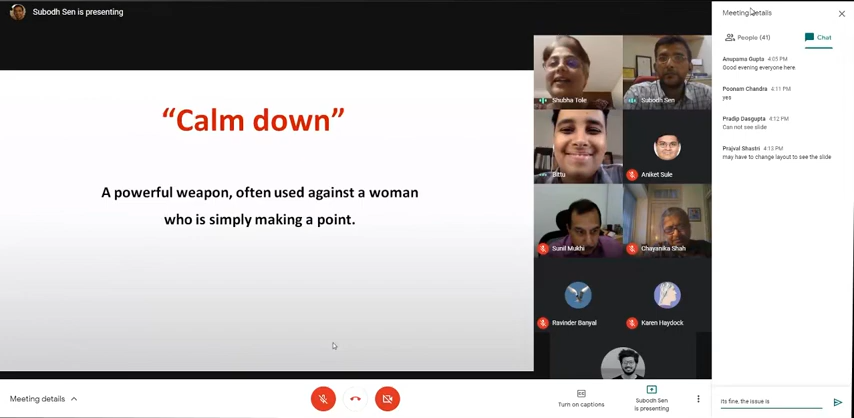 Subodh Sen is presenting
“Calm down”
A powerful weapon, often used against a woman
who is simply making a point.
Shubha Tole
Subodh Sen
Bittu
Aniket Sule
Sunil Mukhi
Chayanika Shah
Ravinder Banyal
Karen Haydock
Meeting details
People (41)
Chat
Anupama Gupta 4:05 PM
Good evening everyone here.
Poonam Chandra 4:11 PM
yes
Pradip Dasgupta 4:12 PM
Can not see slide
Prajval Shastri 4:13 PM
may have to change layout to see the slide
its fine, the issue is
Meeting details
Turn on captions
Subodh Sen
is presenting